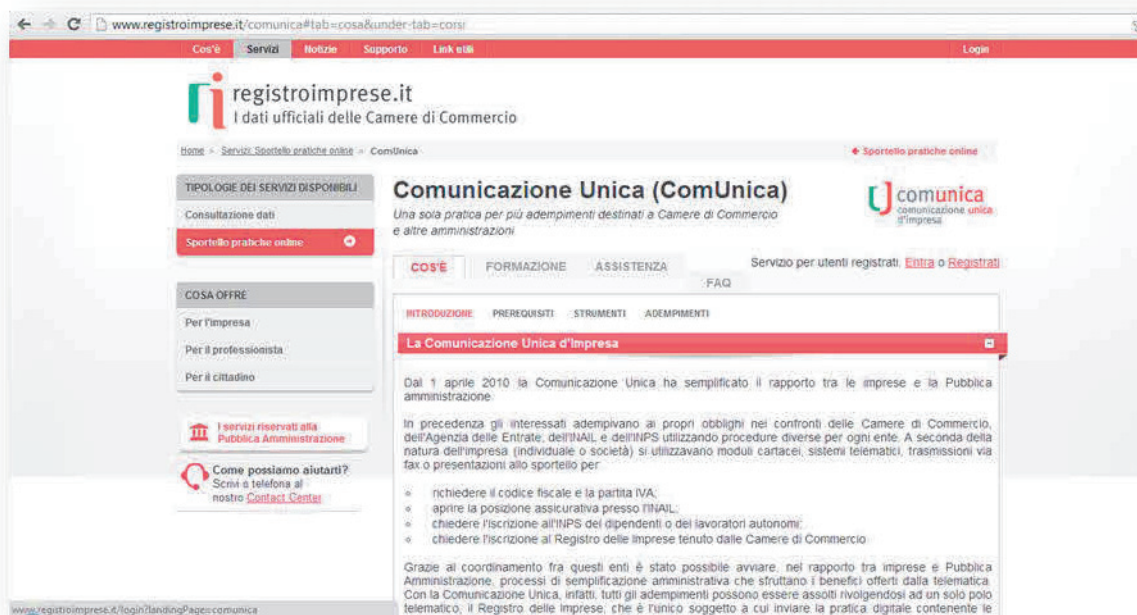 www.registroimprese.it/comunica#tab=cosa&under-tab=corsi
Cos'è Servizi Notizie Supporto Link utili Login
registroimprese.it
I dati ufficiali delle Camere di Commercio
Home » Servizi: Sportello pratiche online » ComUnica
Sportello pratiche online
TIPOLOGIE DEI SERVIZI DISPONIBILI
Consultazione dati
Sportello pratiche online
COSA OFFRE
Per l'impresa
Per il professionista
Per il cittadino
I servizi riservati alla
Pubblica Amministrazione
Come possiamo aiutarti?
Scrivi o telefona al
nostro Contact Center
Comunicazione Unica (ComUnica)
Una sola pratica per più adempimenti destinati a Camere di Commercio
e altre amministrazioni
comunica
comunicazione unica
d'impresa
COS'È FORMAZIONE ASSISTENZA
FAQ
Servizio per utenti registrati. Entra o Registrati
INTRODUZIONE PREREQUISITI STRUMENTI ADEMPIMENTI
La Comunicazione Unica d'Impresa
Dal 1 aprile 2010 la Comunicazione Unica ha semplificato il rapporto tra le imprese e la Pubblica
amministrazione.
In precedenza gli interessati adempivano ai propri obblighi nei confronti delle Camere di Commercio,
dell'Agenzia delle Entrate, dell'INAIL e dell'INPS utilizzando procedure diverse per ogni ente. A seconda della
natura dell'impresa (individuale o società) si utilizzavano moduli cartacei, sistemi telematici, trasmissioni via
fax o presentazioni allo sportello per:
richiedere il codice fiscale e la partita IVA;
aprire la posizione assicurativa presso l'INAIL;
chiedere l'iscrizione all'INPS dei dipendenti o dei lavoratori autonomi;
chiedere l'iscrizione al Registro delle Imprese tenuto dalle Camere di Commercio
Grazie al coordinamento fra questi enti è stato possibile avviare, nel rapporto tra imprese e Pubblica
Amministrazione, processi di semplificazione amministrativa che sfruttano i benefici offerti dalla telematica.
Con la Comunicazione Unica, infatti, tutti gli adempimenti possono essere assolti rivolgendosi ad un solo polo
telematico, il Registro delle Imprese, che è l'unico soggetto a cui inviare la pratica digitale contenente le
www.registroimprese.it/login?landingPage=comunica